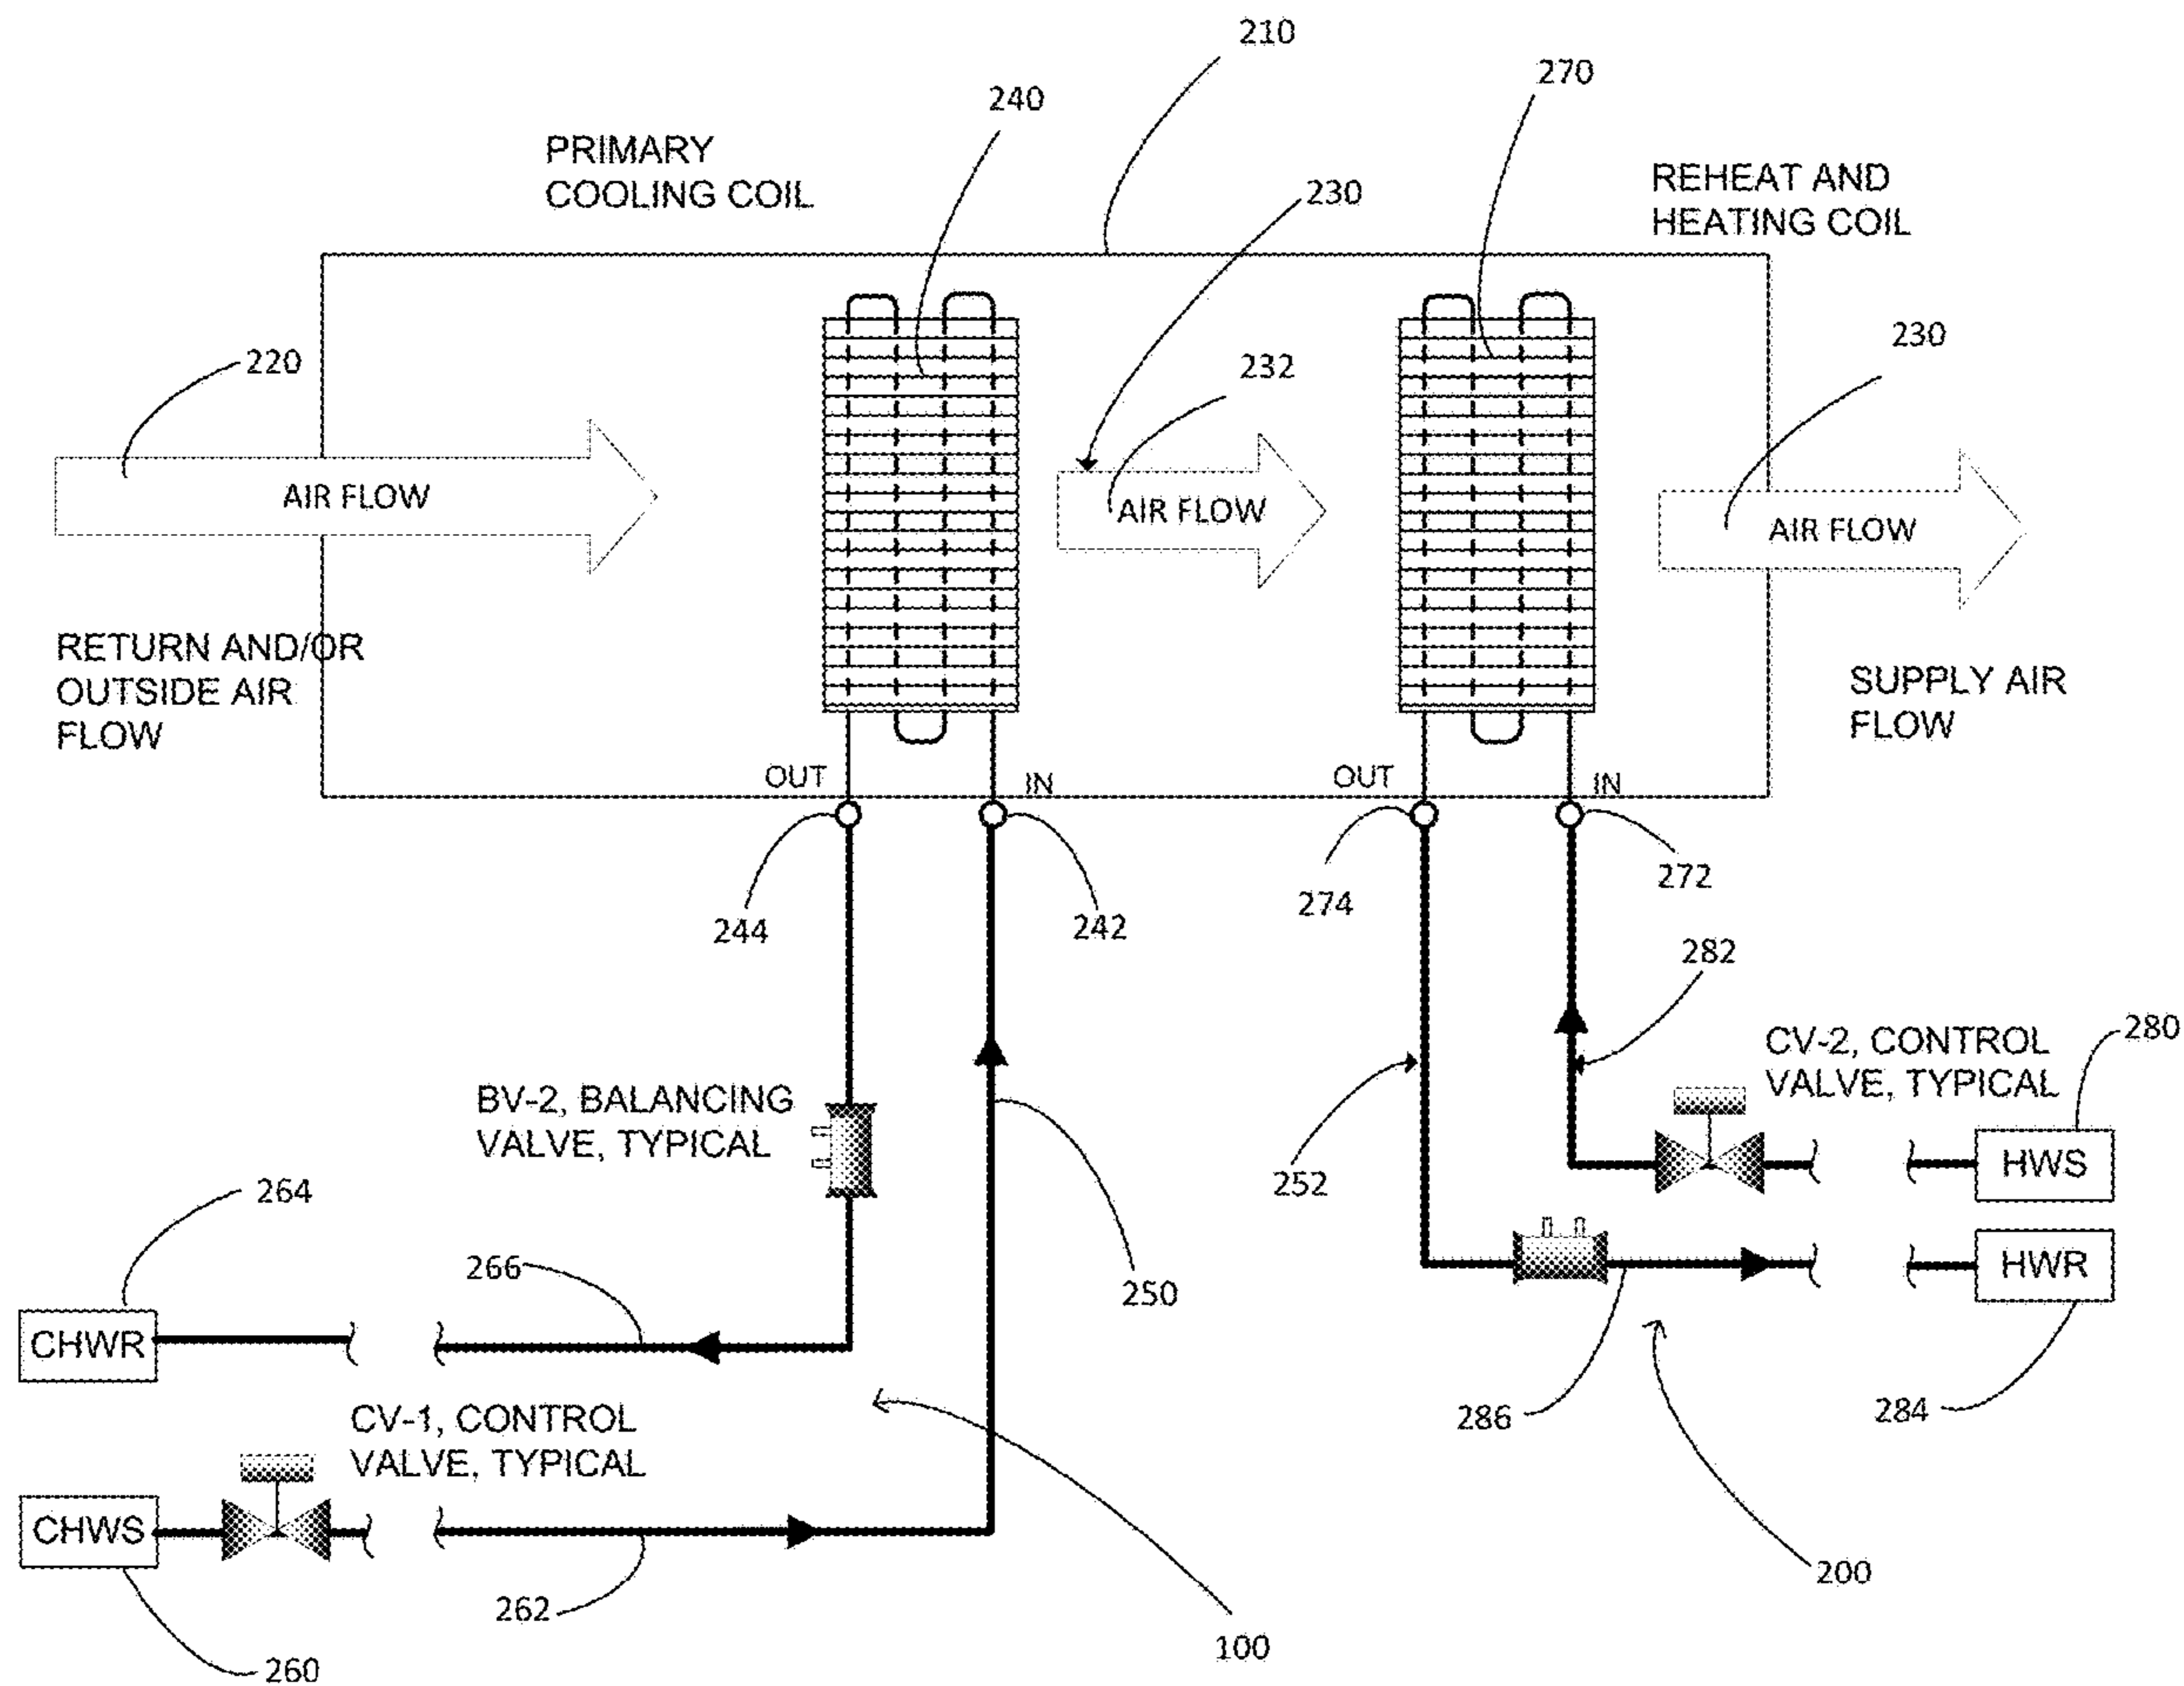 210
270
240
PRIMARY
COOLING COIL
230
REHEAT AND
HEATING COIL
220
232
230
AIR FLOW
AIR FLOW
AIR FLOW
RETURN AND/OR
OUTSIDE AIR
FLOW
SUPPLY AIR
FLOW
OUT
IN
OUT
IN
244
242
274
272
282
280
CV-2, CONTROL
VALVE, TYPICAL
BV-2, BALANCING
VALVE, TYPICAL
252
HWS
264
266
250
HWR
CHWR
286
284
CV-1, CONTROL
VALVE, TYPICAL
CHWS
262
200
100
260